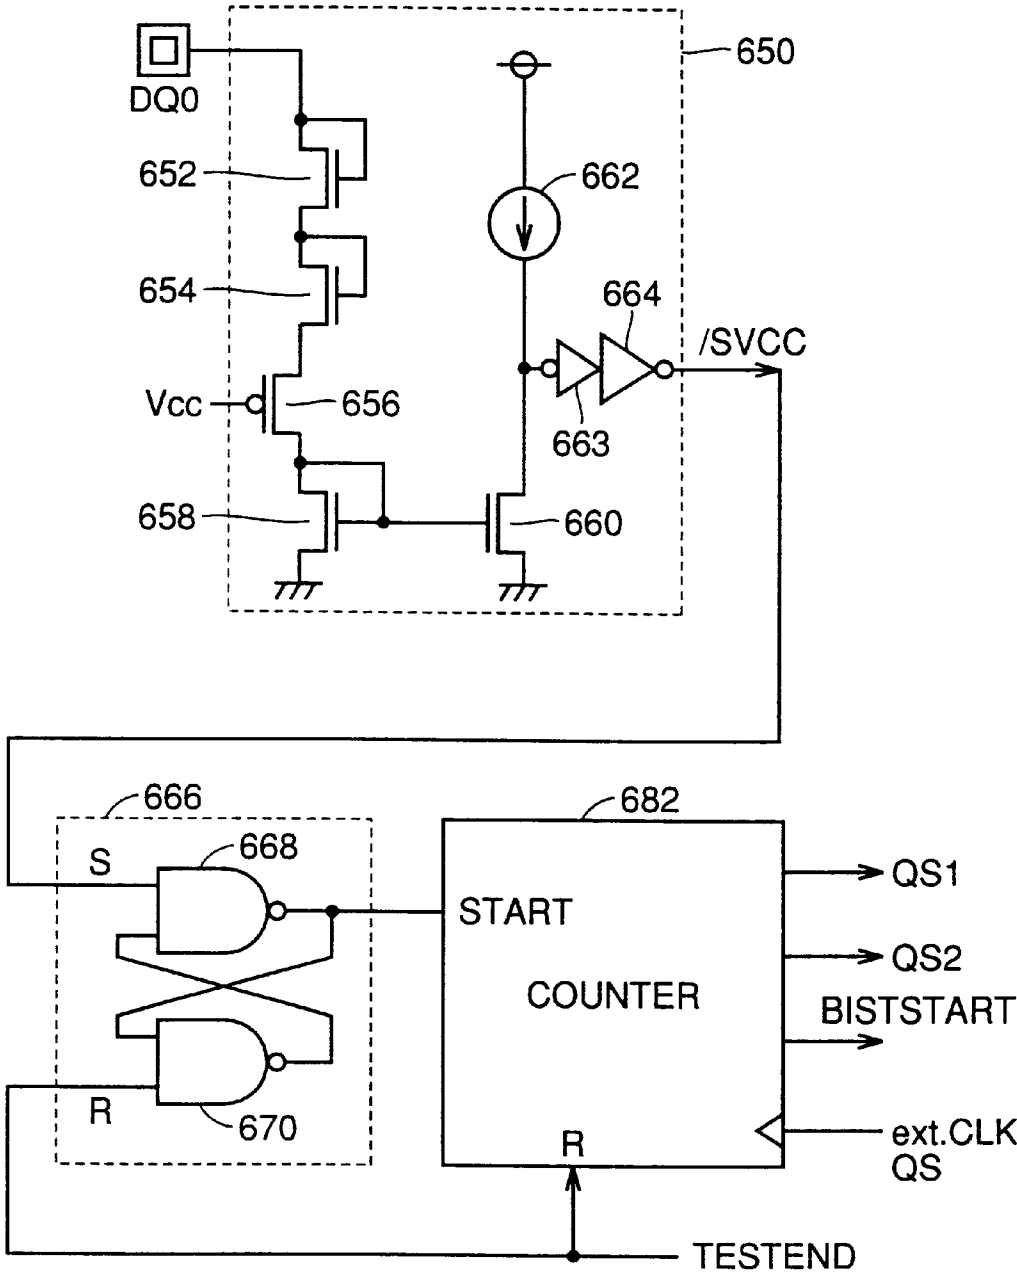 650
DQ0
652
662
654
664
/SVCC
Vcc
656
663
658
660
666
682
S
668
QS1
START
QS2
COUNTER
BISTSTART
R
670
R
ext.CLK
QS
TESTEND